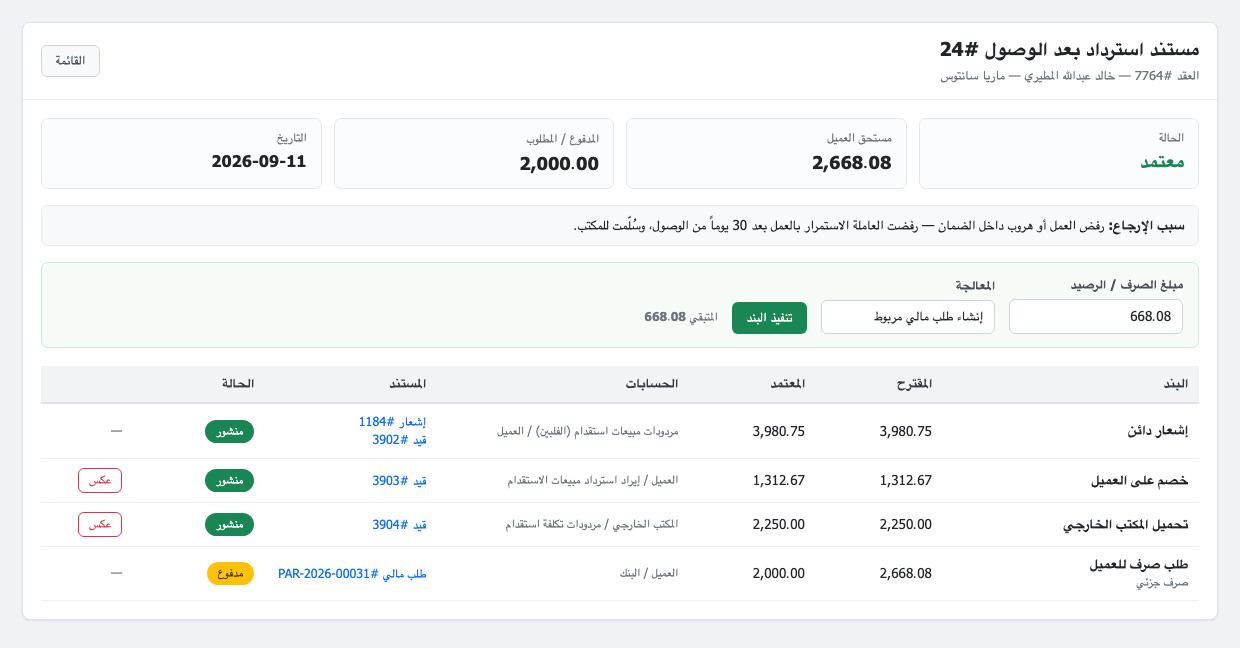 مستند استرداد بعد الوصول #24
العقد #7764 — خالد عبدالله المطيري — ماريا سانتوس
القائمة
الحالة
معتمد
مستحق العميل
2,668.08
المدفوع / المطلوب
2,000.00
التاريخ
2026-09-11
سبب الإرجاع: رفض العمل أو هروب داخل الضمان — رفضت العاملة الاستمرار بالعمل بعد 30 يوماً من الوصول، وسُلّمت للمكتب.
مبلغ الصرف / الرصيد
668.08
المعالجة
إنشاء طلب مالي مربوط
تنفيذ البند
المتبقي 668.08
البند المقترح المعتمد الحسابات المستند الحالة
إشعار دائن 3,980.75 3,980.75 مردودات مبيعات استقدام (الفلبين) / العميل إشعار #1184 منشور —
قيد #3902
خصم على العميل 1,312.67 1,312.67 العميل / إيراد استرداد مبيعات الاستقدام قيد #3903 منشور عكس
تحميل المكتب الخارجي 2,250.00 2,250.00 المكتب الخارجي / مردودات تكلفة استقدام قيد #3904 منشور عكس
طلب صرف للعميل 2,668.08 2,000.00 العميل / البنك طلب مالي #PAR-2026-00031 مدفوع —
صرف جزئي